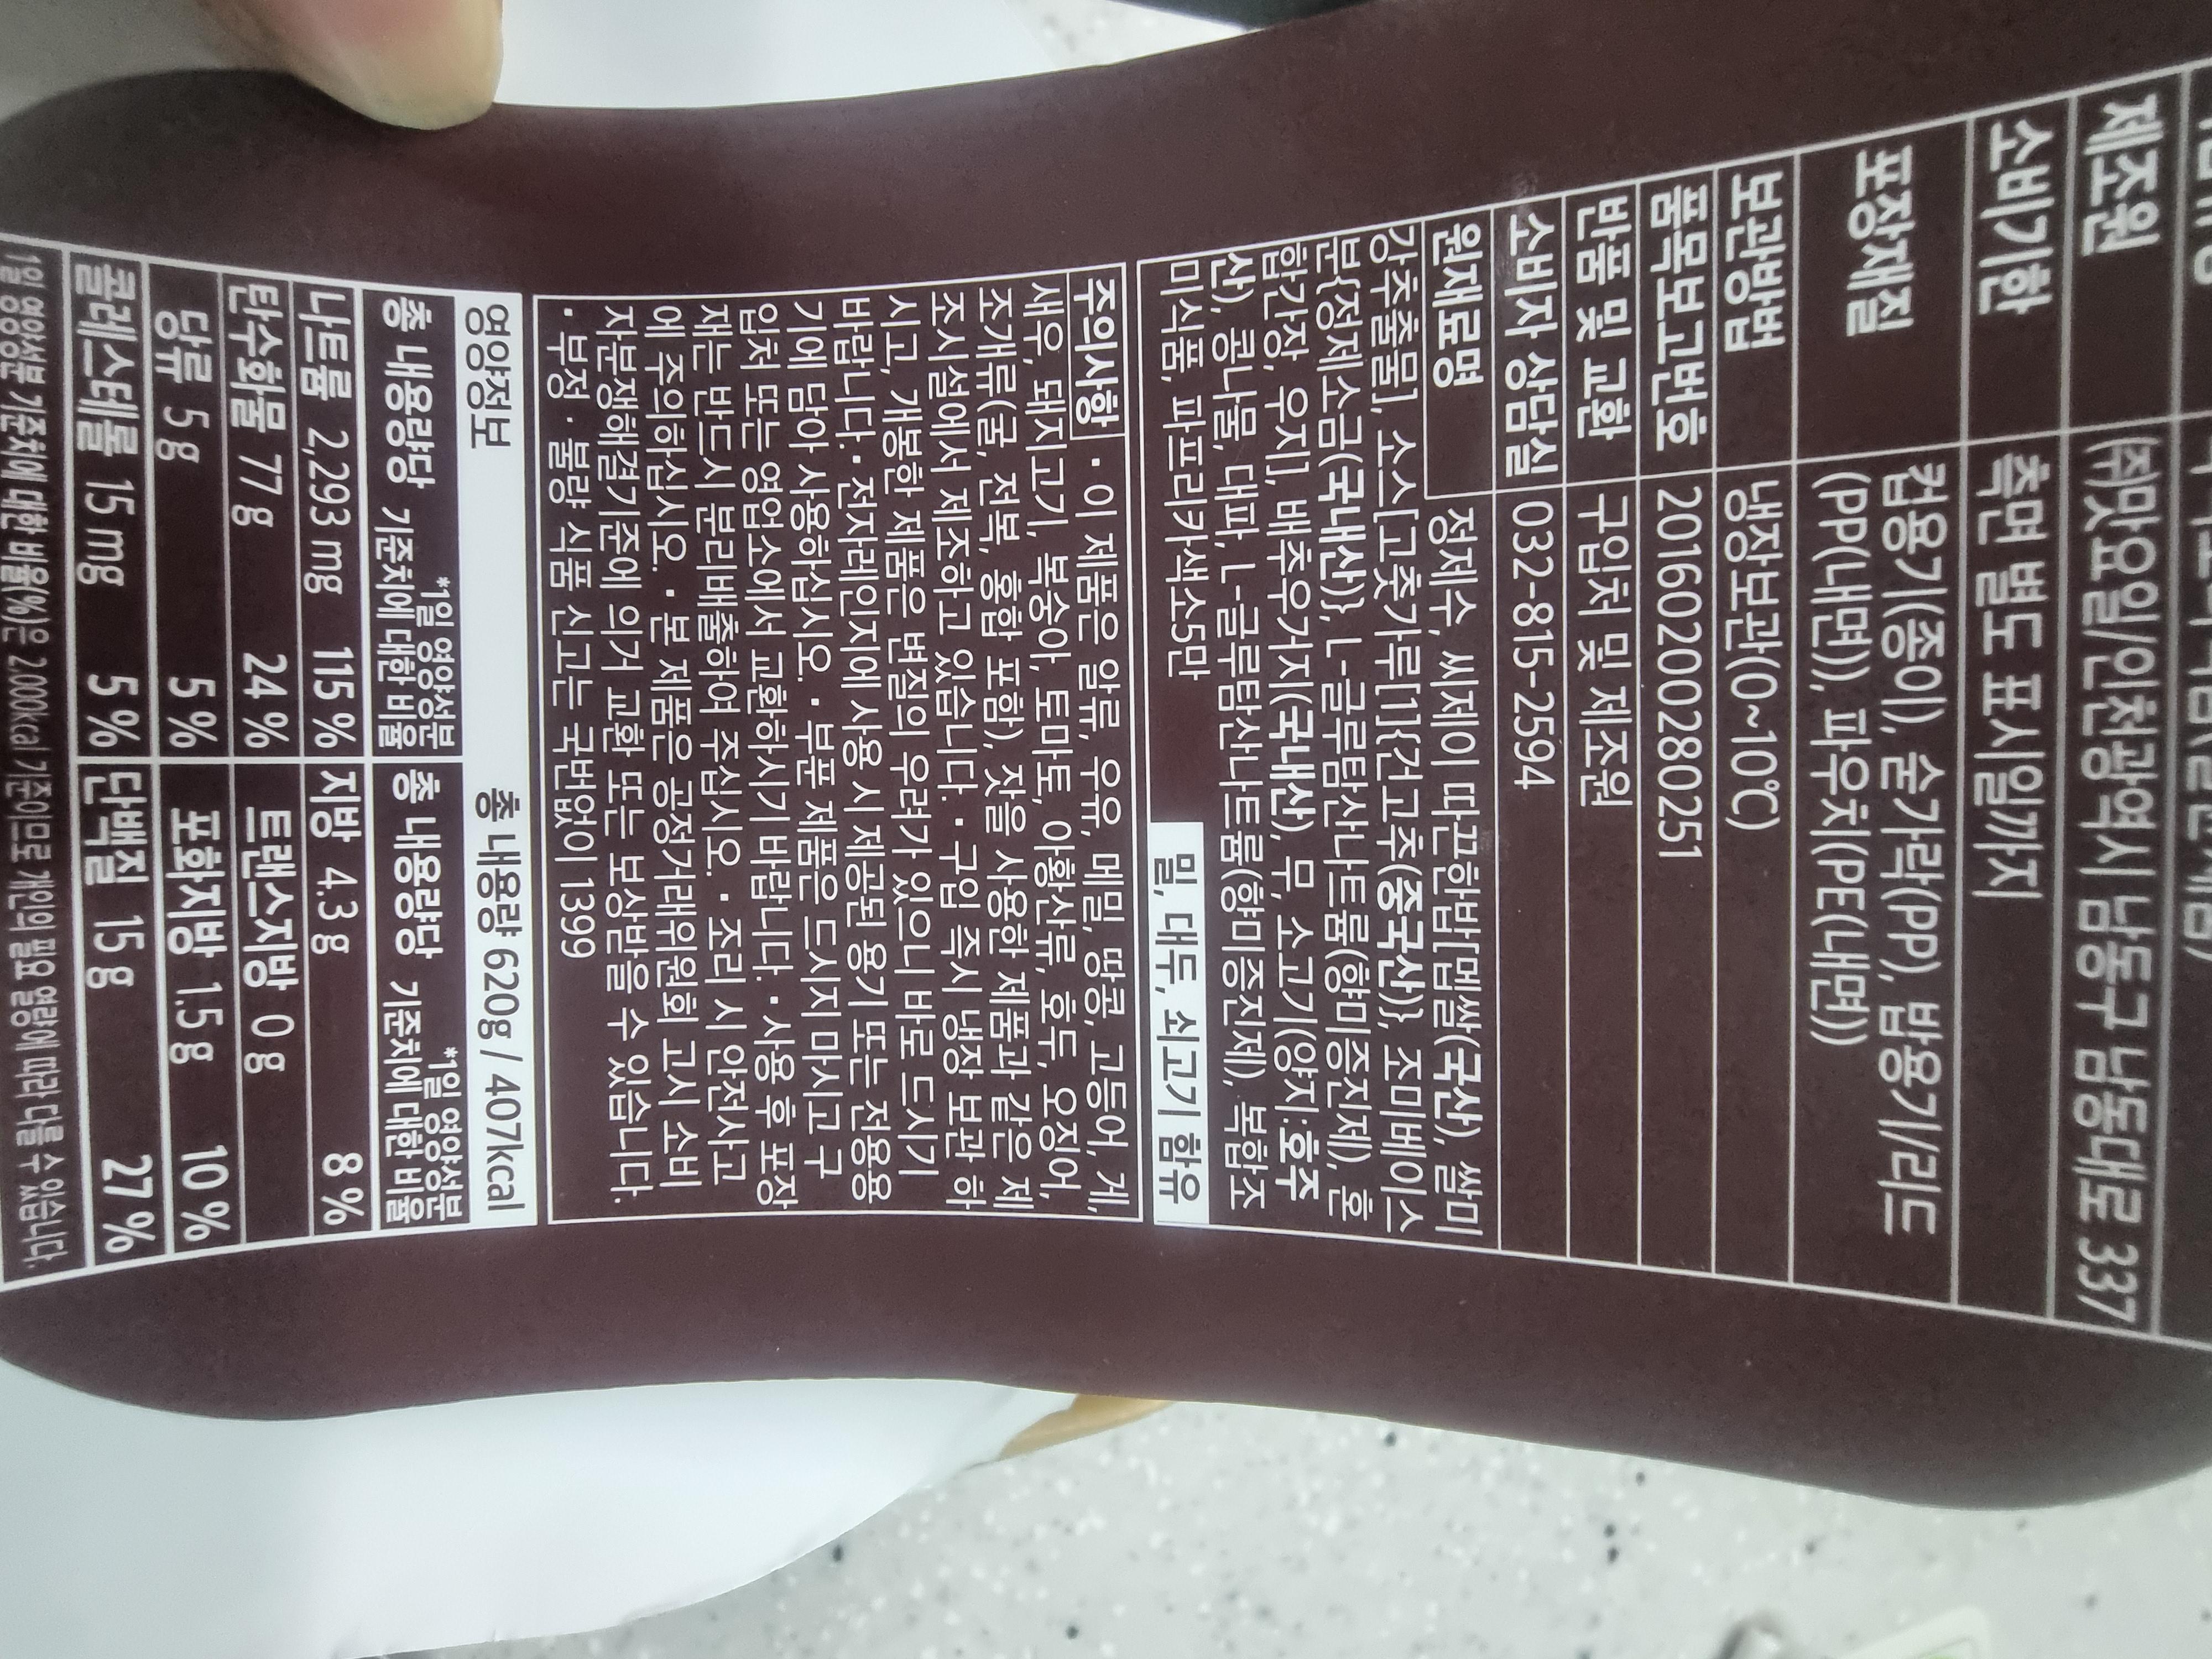 제조원 ㈜맛요일/인천광역시 남동구 남동대로 337
소비기한 측면 별도 표시일까지
포장재질 컵용기(종이), 숟가락(PP), 밥용기/리드
(PP(내면)), 파우치(PE(내면))
보관방법 냉장보관(0~10℃)
품목보고번호 20160200280251
반품 및 교환 구입처 및 제조원
소비자 상담실 032-815-2594
원재료명 정제수, 씨제이 따끈한밥[멥쌀(국산), 쌀미
강추출물], 소스[고춧가루[1]{건고추(중국산)}, 조미베이스
분{정제소금(국내산)}, L-글루탐산나트륨(향미증진제), 혼
합간장, 우지], 배추우거지(국내산), 무, 소고기(양지:호주
산), 콩나물, 대파, L-글루탐산나트륨(향미증진제), 복합조
미식품, 파프리카색소5만
밀, 대두, 쇠고기 함유
주의사항 · 이 제품은 알류, 우유, 메밀, 땅콩, 고등어, 게,
새우, 돼지고기, 복숭아, 토마토, 아황산류, 호두, 오징어,
조개류(굴, 전복, 홍합 포함), 잣을 사용한 제품과 같은 제
조시설에서 제조하고 있습니다. · 구입 즉시 냉장 보관 하
시고, 개봉한 제품은 변질의 우려가 있으니 바로 드시기
바랍니다. · 전자레인지에 사용 시 제공된 용기 또는 전용용
기에 담아 사용하십시오. · 부푼 제품은 드시지 마시고 구
입처 또는 영업소에서 교환하시기 바랍니다. · 사용 후 포장
재는 반드시 분리배출하여 주십시오. · 조리 시 안전사고
에 주의하십시오. · 본 제품은 공정거래위원회 고시 소비
자분쟁해결기준에 의거 교환 또는 보상받을 수 있습니다.
· 부정 · 불량 식품 신고는 국번없이 1399
영양정보 총 내용량 620g / 407kcal
총 내용량당 *1일 영양성분 기준치에 대한 비율 총 내용량당 *1일 영양성분 기준치에 대한 비율
나트륨 2,293 mg 115 % 지방 4.3 g 8 %
탄수화물 77 g 24 % 트랜스지방 0 g
당류 5 g 5 % 포화지방 1.5 g 10 %
콜레스테롤 15 mg 5 % 단백질 15 g 27 %
1일 영양성분 기준치에 대한 비율(%)은 2,000kcal 기준이므로 개인의 필요 열량에 따라 다를 수 있습니다.